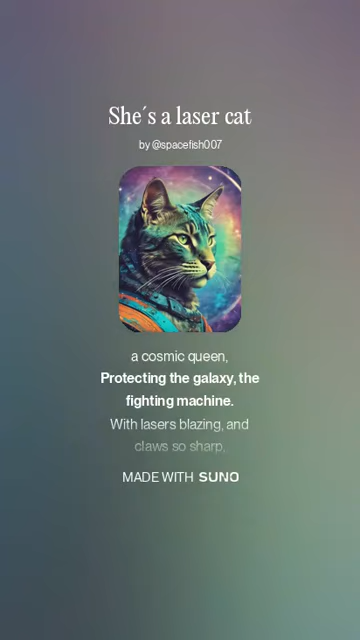 She´s a laser cat
by @spacefish007
a cosmic queen,
Protecting the galaxy, the
fighting machine.
With lasers blazing, and
claws so sharp,
MADE WITH SUNO